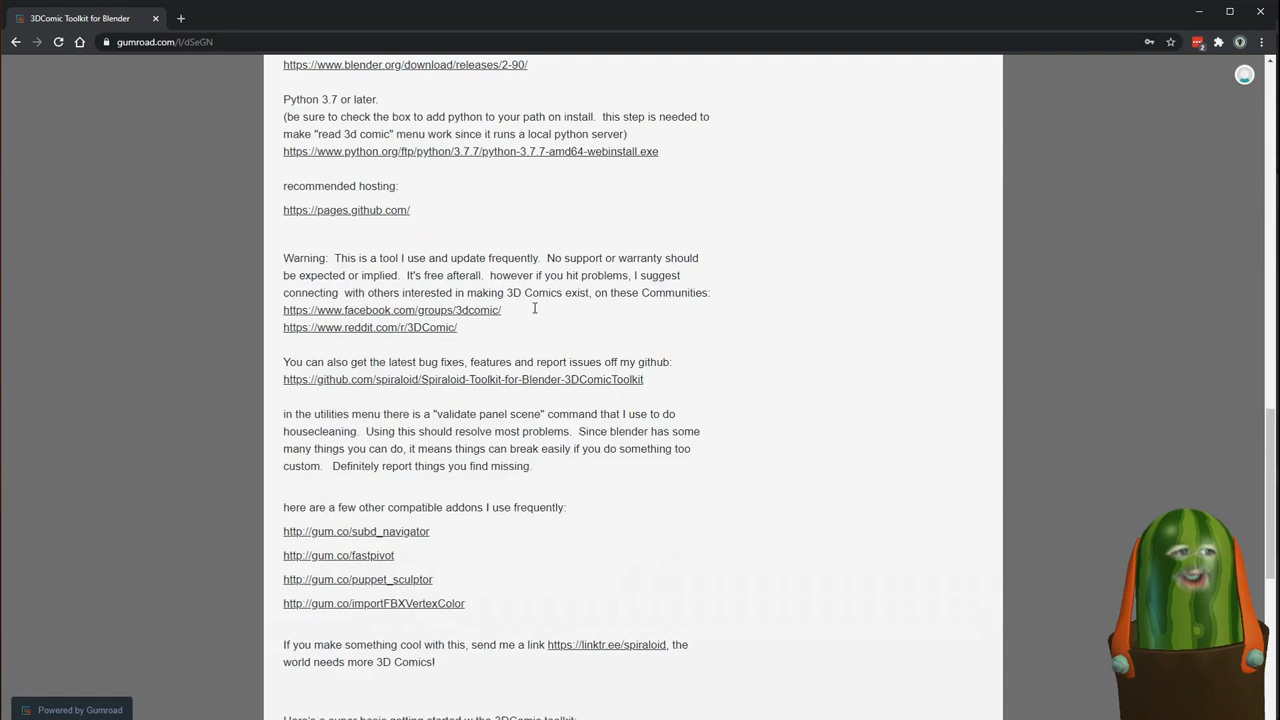 3DComic Toolkit for Blender
gumroad.com/l/dSeGN
2
https://www.blender.org/download/releases/2-90/
Python 3.7 or later.
(be sure to check the box to add python to your path on install.  this step is needed to
make "read 3d comic" menu work since it runs a local python server)
https://www.python.org/ftp/python/3.7.7/python-3.7.7-amd64-webinstall.exe
recommended hosting:
https://pages.github.com/
Warning:  This is a tool I use and update frequently.  No support or warranty should
be expected or implied.  It's free afterall.  however if you hit problems, I suggest
connecting  with others interested in making 3D Comics exist, on these Communities:
https://www.facebook.com/groups/3dcomic/
https://www.reddit.com/r/3DComic/
You can also get the latest bug fixes, features and report issues off my github:
https://github.com/spiraloid/Spiraloid-Toolkit-for-Blender-3DComicToolkit
in the utilities menu there is a "validate panel scene" command that I use to do
housecleaning.  Using this should resolve most problems.  Since blender has some
many things you can do, it means things can break easily if you do something too
custom.   Definitely report things you find missing.
here are a few other compatible addons I use frequently:
http://gum.co/subd_navigator
http://gum.co/fastpivot
http://gum.co/puppet_sculptor
http://gum.co/importFBXVertexColor
If you make something cool with this, send me a link https://linktr.ee/spiraloid, the
world needs more 3D Comics!
Powered by Gumroad
Here's a super basic getting started w the 3DComic toolkit: